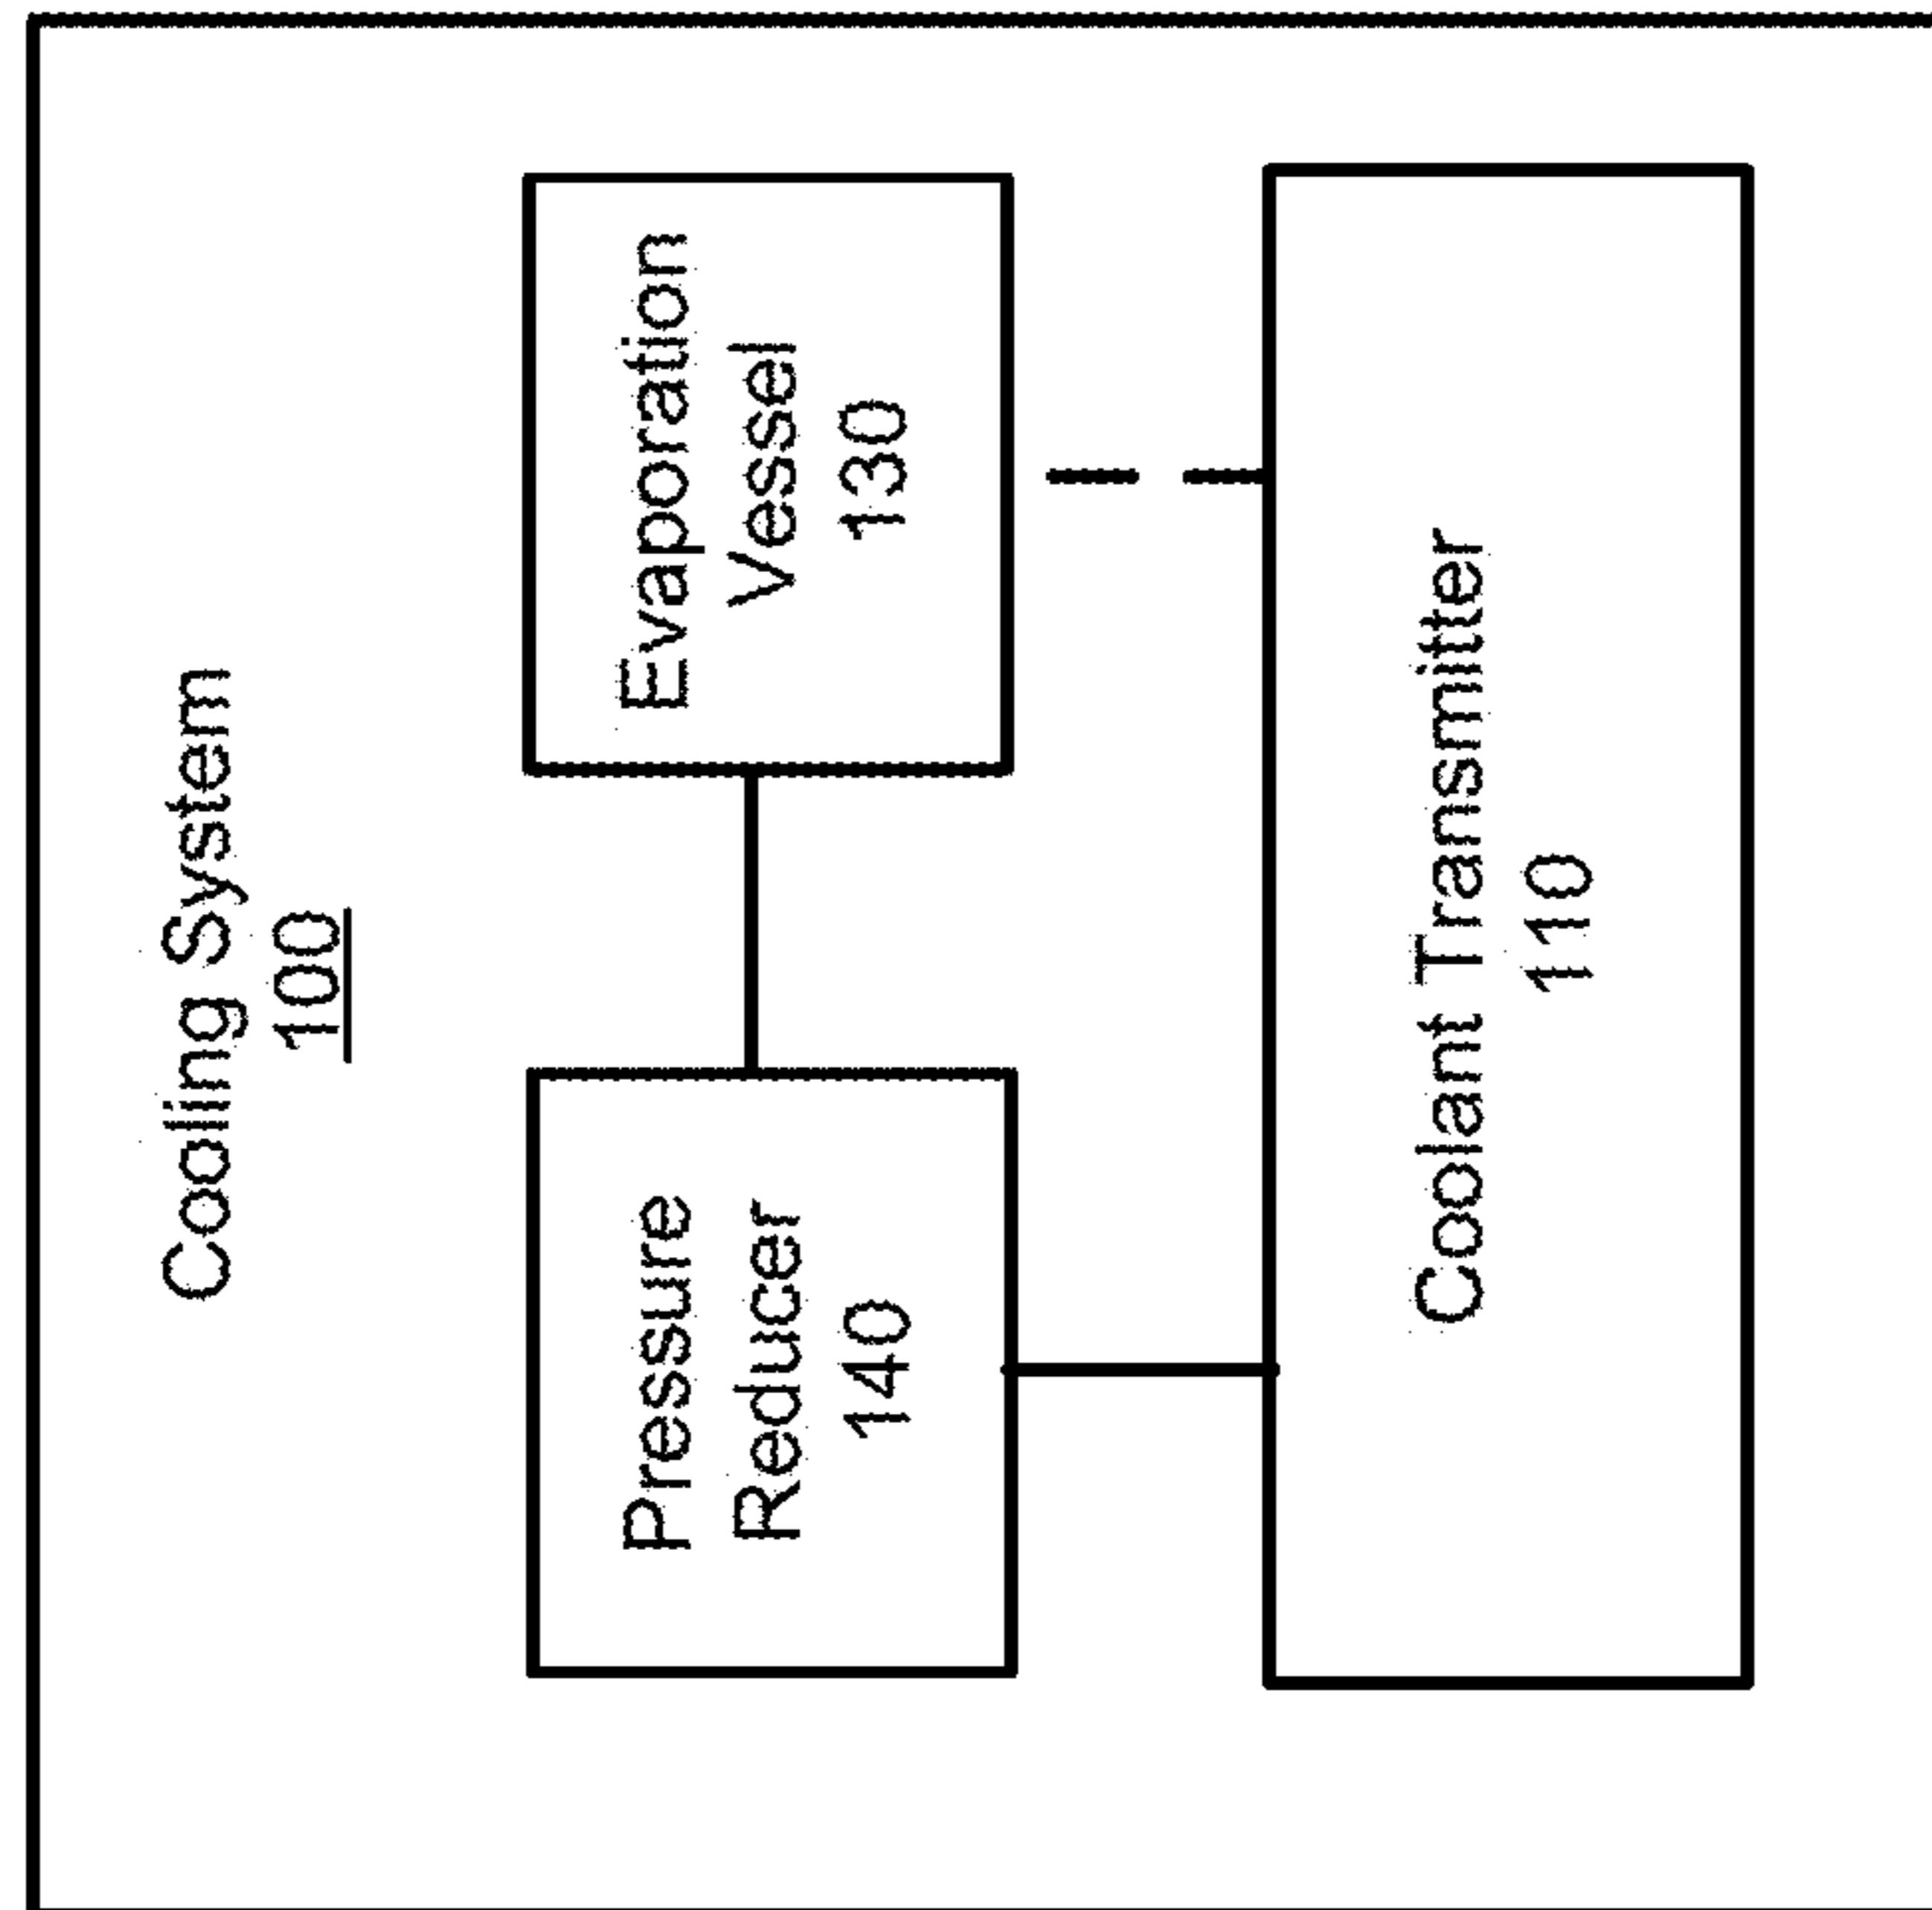 Cooling System
100
Pressure
Reducer
140
Evaporation
Vessel
130
Coolant Transmitter
110